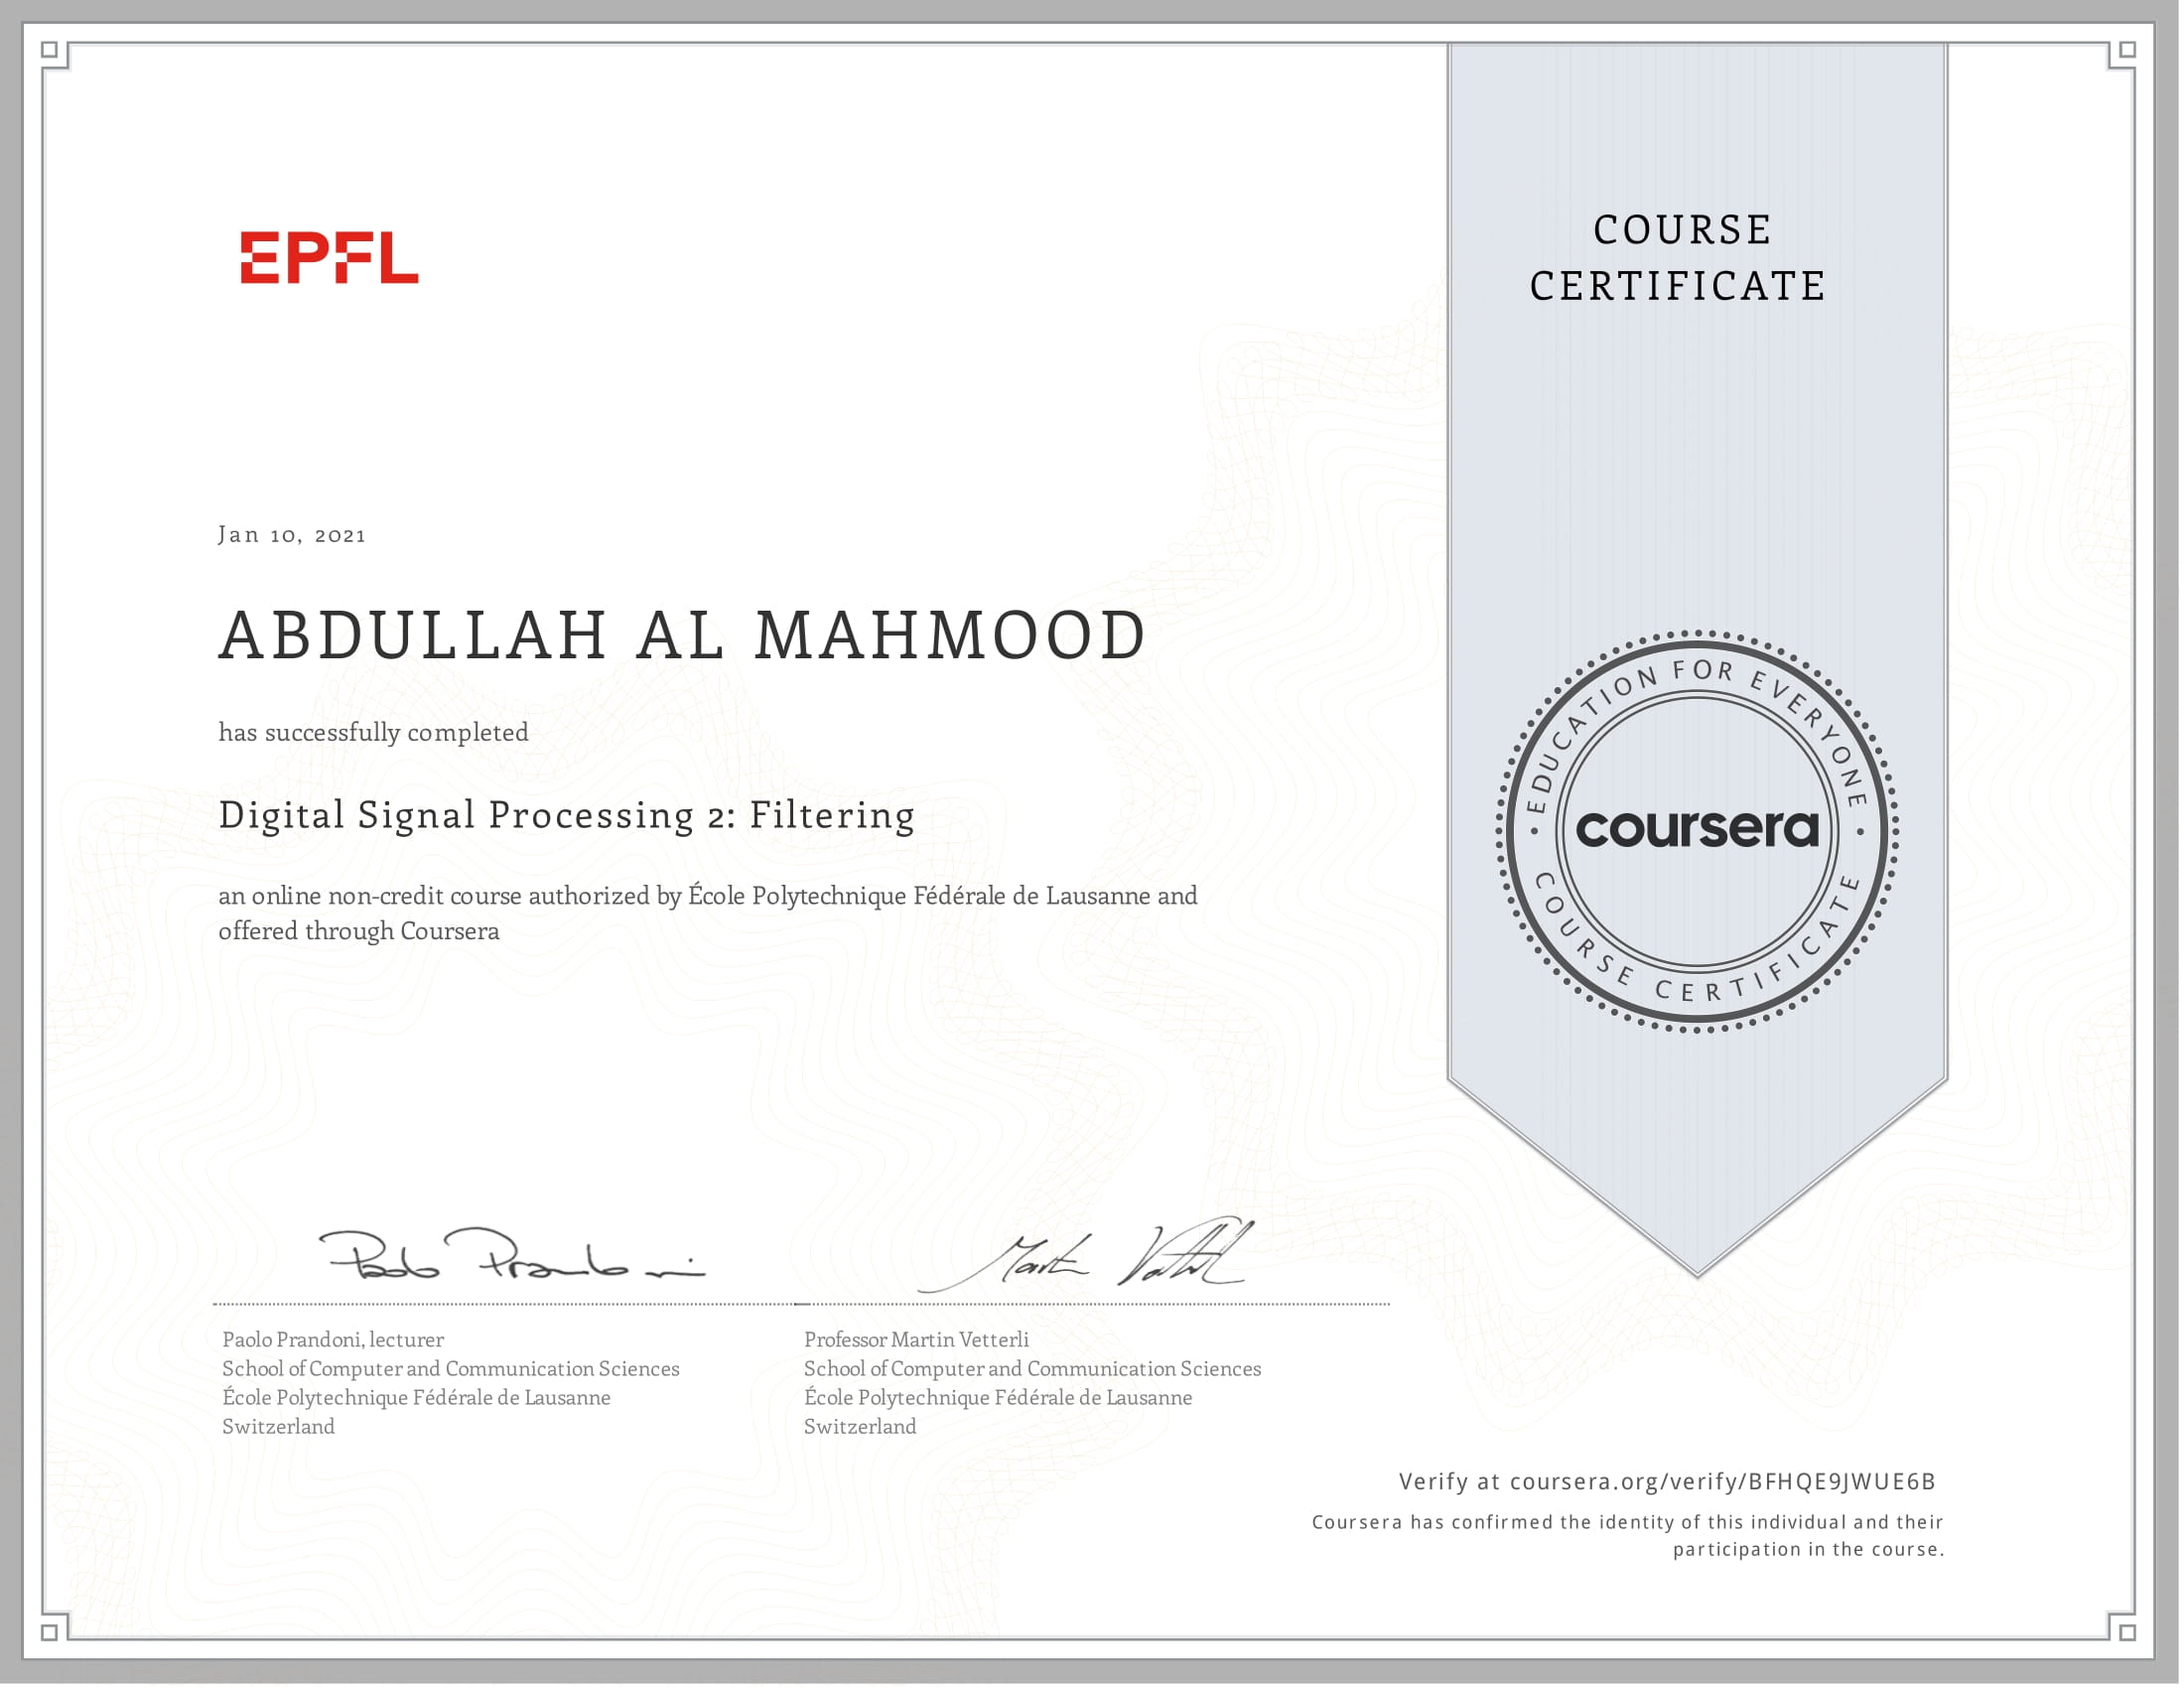 EPFL
COURSE
CERTIFICATE
Jan 10, 2021
ABDULLAH AL MAHMOOD
has successfully completed
Digital Signal Processing 2: Filtering
an online non-credit course authorized by École Polytechnique Fédérale de Lausanne and
offered through Coursera
EDUCATION FOR EVERYONE
coursera
COURSE CERTIFICATE
Paolo Prandoni
Martin Vetterli
Paolo Prandoni, lecturer
School of Computer and Communication Sciences
École Polytechnique Fédérale de Lausanne
Switzerland
Professor Martin Vetterli
School of Computer and Communication Sciences
École Polytechnique Fédérale de Lausanne
Switzerland
Verify at coursera.org/verify/BFHQE9JWUE6B
Coursera has confirmed the identity of this individual and their
participation in the course.